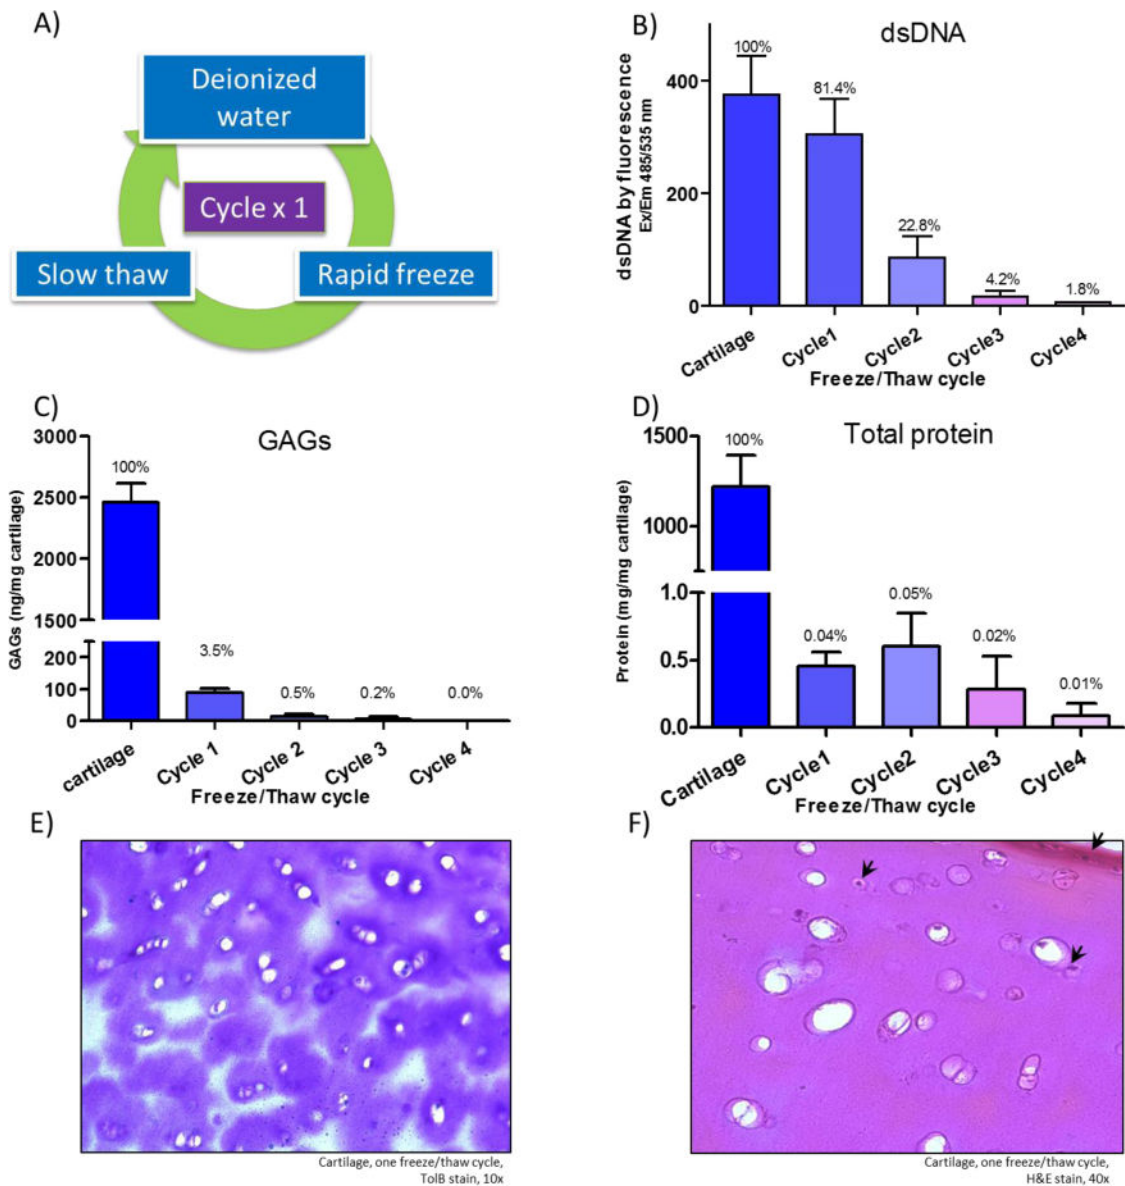 A)
Deionized
water
Cycle x 1
Slow thaw
Rapid freeze
B)
dsDNA
dsDNA by fluorescence
Ex/Em 485/535 nm
400
200
0
100%
81.4%
22.8%
4.2%
1.8%
Cartilage
Cycle1
Cycle2
Cycle3
Cycle4
Freeze/Thaw cycle
C)
GAGs
GAGs (ng/mg cartilage)
3000
2500
2000
1500
200
100
0
100%
3.5%
0.5%
0.2%
0.0%
cartilage
Cycle 1
Cycle 2
Cycle 3
Cycle 4
Freeze/Thaw cycle
D)
Total protein
Protein (mg/mg cartilage)
1500
1000
1.0
0.5
0.0
100%
0.04%
0.05%
0.02%
0.01%
Cartilage
Cycle1
Cycle2
Cycle3
Cycle4
Freeze/Thaw cycle
E)
Cartilage, one freeze/thaw cycle,
TolB stain, 10x
F)
Cartilage, one freeze/thaw cycle,
H&E stain, 40x